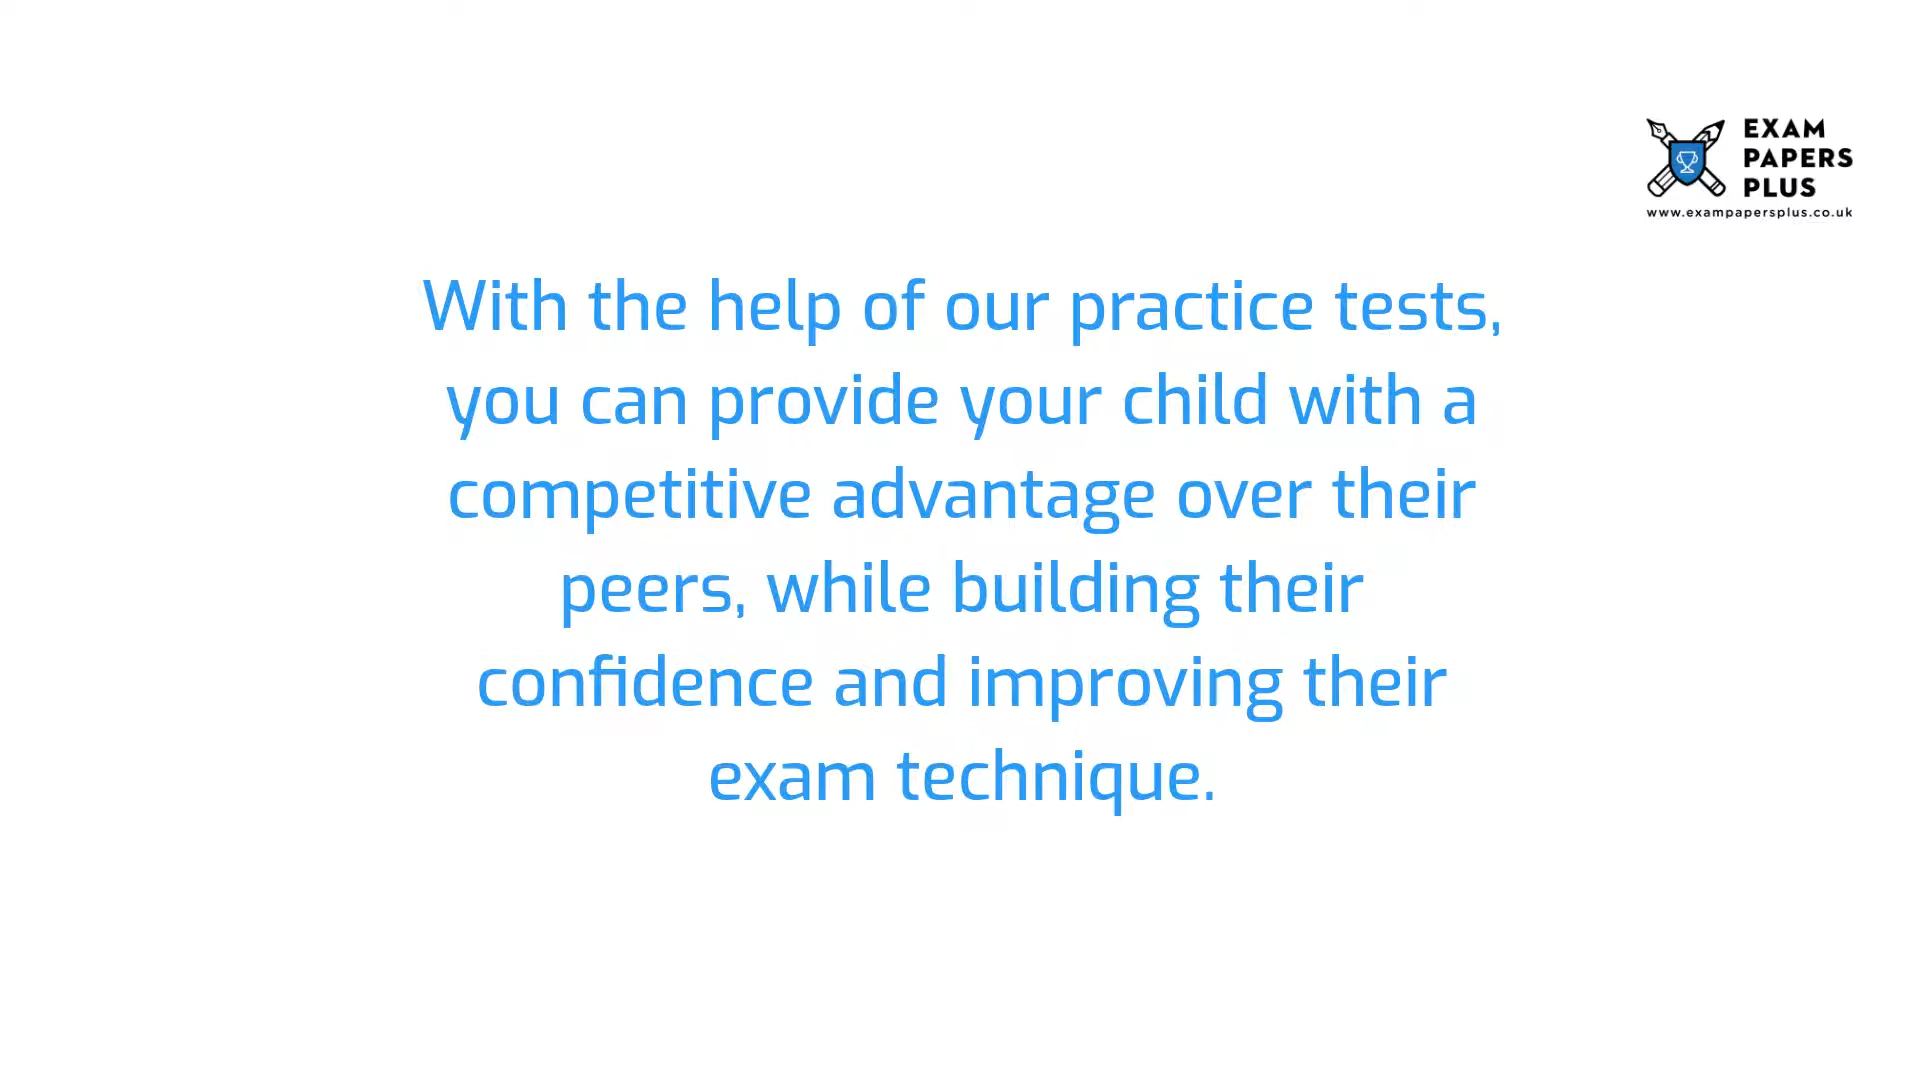 EXAM
PAPERS
PLUS
www.exampapersplus.co.uk
With the help of our practice tests,
you can provide your child with a
competitive advantage over their
peers, while building their
confidence and improving their
exam technique.